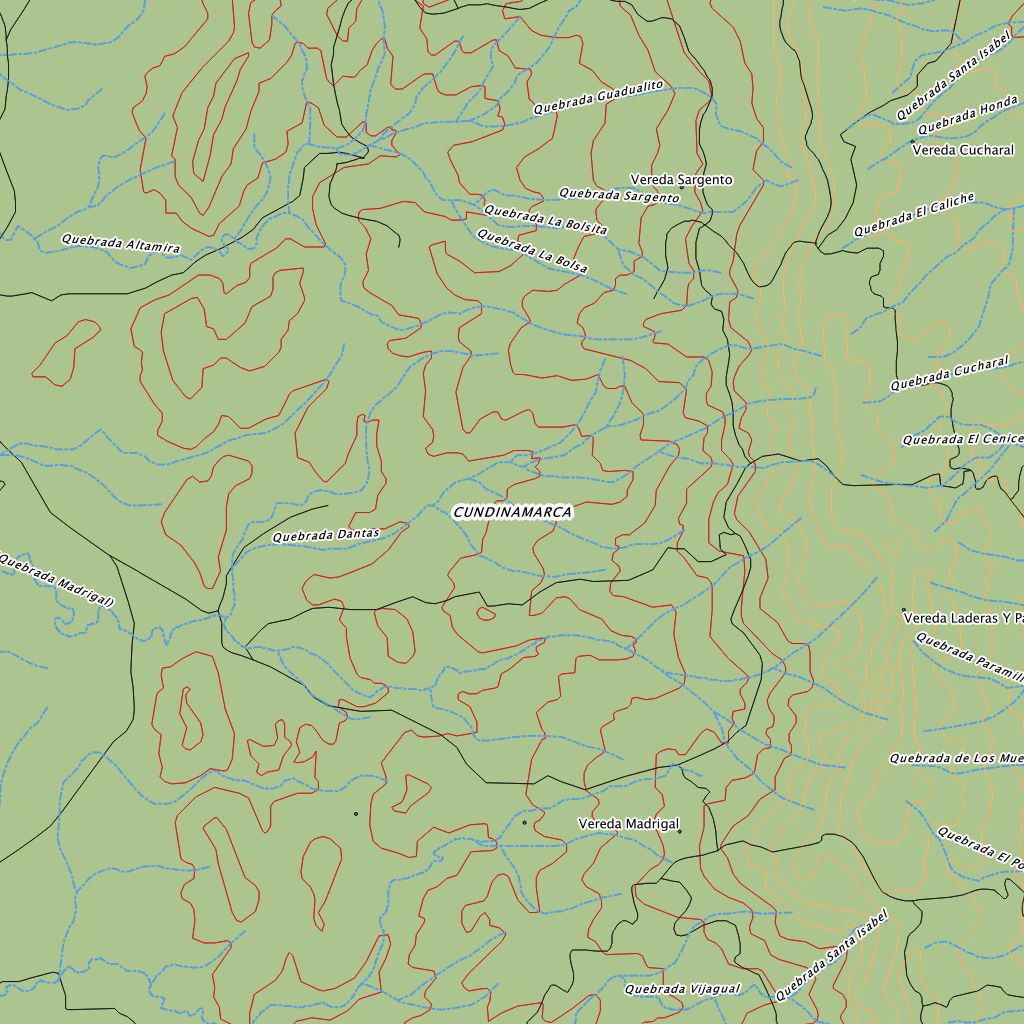 Quebrada Santa Isabel
Quebrada Guadualito
Quebrada Honda
Vereda Cucharal
Vereda Sargento
Quebrada Sargento
Quebrada El Caliche
Quebrada La Bolsita
Quebrada Altamira
Quebrada La Bolsa
Quebrada Cucharal
Quebrada El Cenice
CUNDINAMARCA
Quebrada Dantas
Quebrada Madrigal)
Vereda Laderas Y Pa
Quebrada Paramill
Quebrada de Los Mue
Vereda Madrigal
Quebrada El Po
Quebrada Santa Isabel
Quebrada Vijagual